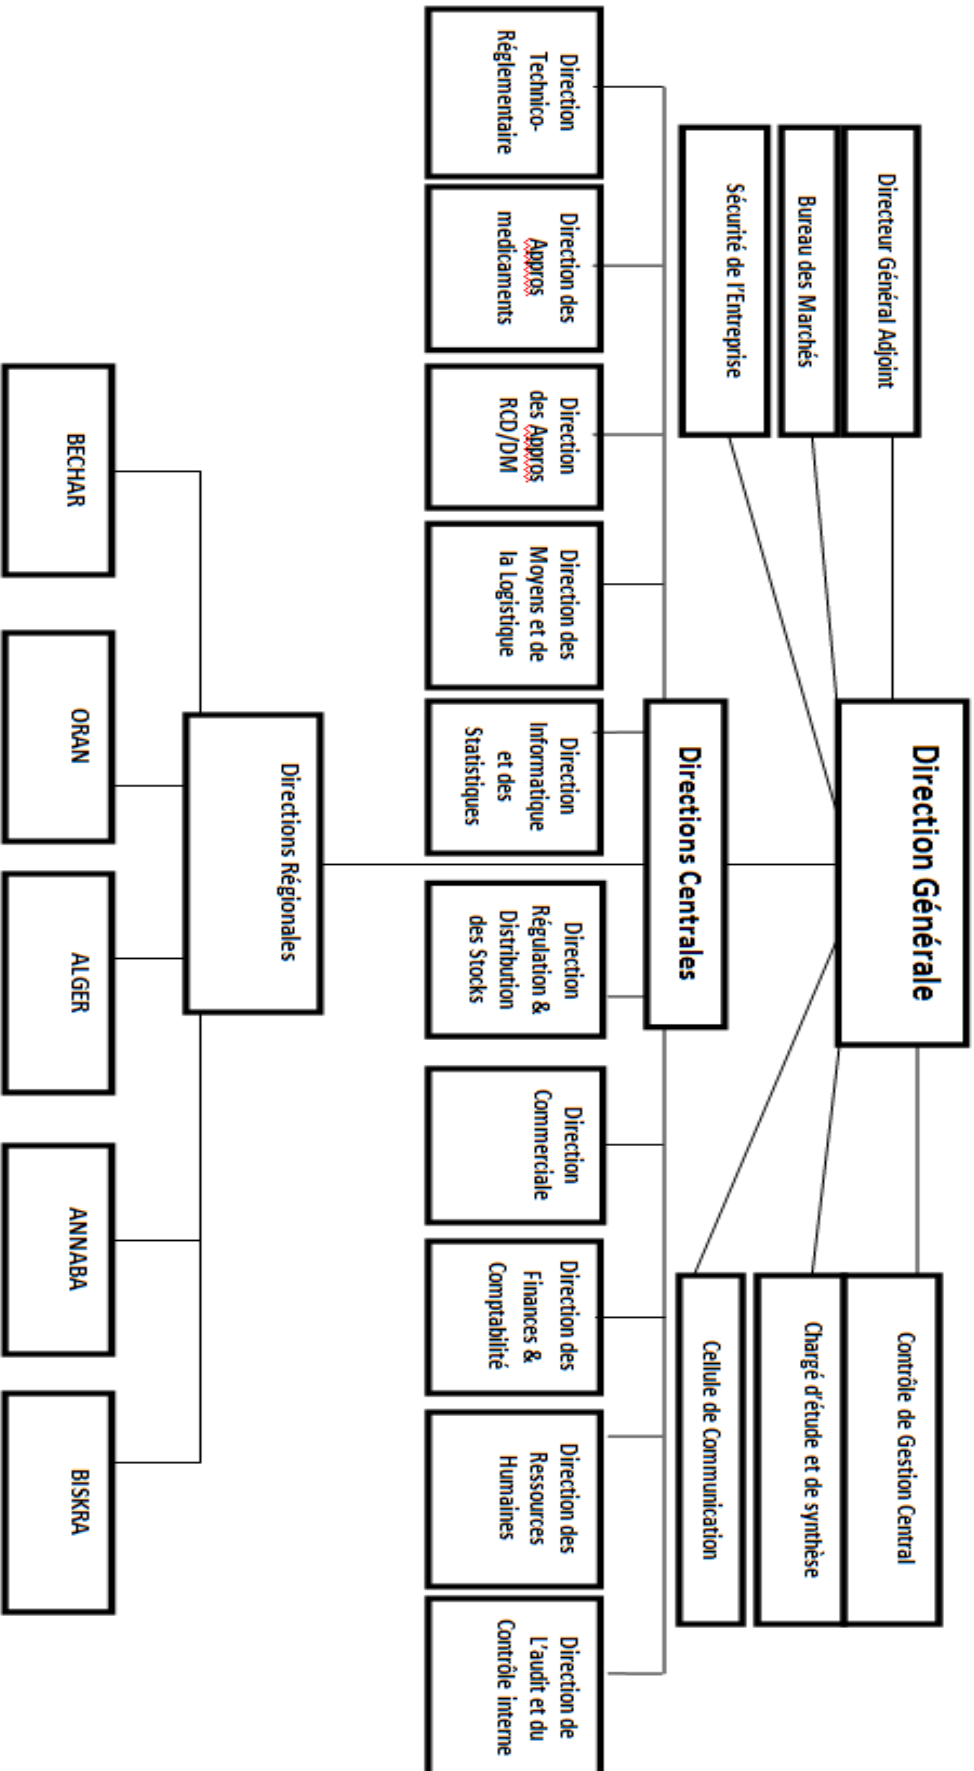 Direction Générale
Directeur Général Adjoint
Bureau des Marchés
Sécurité de l'Entreprise
Contrôle de Gestion Central
Chargé d'étude et de synthèse
Cellule de Communication
Directions Centrales
Direction
Technico-
Réglementaire
Direction des
Appros
medicaments
Direction
des Appros
RCD/DM
Direction des
Moyens et de
la Logistique
Direction
Informatique
et des
Statistiques
Direction
Régulation &
Distribution
des Stocks
Direction
Commerciale
Direction des
Finances &
Comptabilité
Direction des
Ressources
Humaines
Direction de
L'audit et du
Contrôle interne
Directions Régionales
BECHAR
ORAN
ALGER
ANNABA
BISKRA